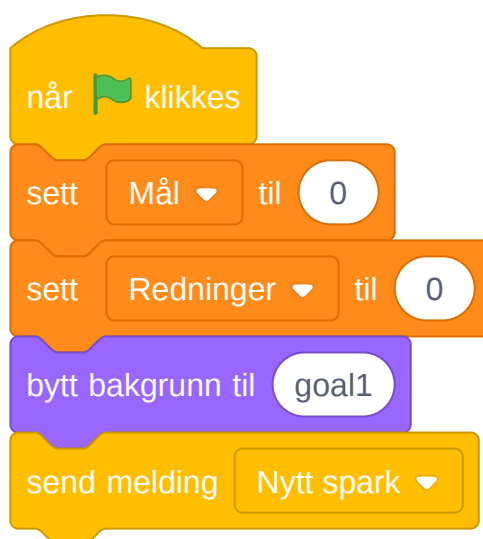 når klikkes
sett Mål til 0
sett Redninger til 0
bytt bakgrunn til goal1
send melding Nytt spark